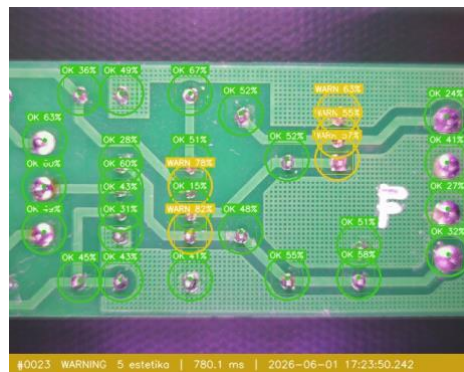 OK 36%
OK 49%
OK 67%
WARN 63%
OK 52%
OK 24%
OK 63%
WARN 55%
OK 28%
OK 51%
OK 52%
OK 41%
OK 60%
WARN 78%
OK 43%
OK 15%
OK 27%
OK 31%
WARN 82%
OK 48%
OK 51%
OK 32%
OK 45%
OK 43%
OK 41%
OK 55%
OK 58%
#0023 WARNING 5 estetika | 780.1 ms | 2026-06-01 17:23:50.242